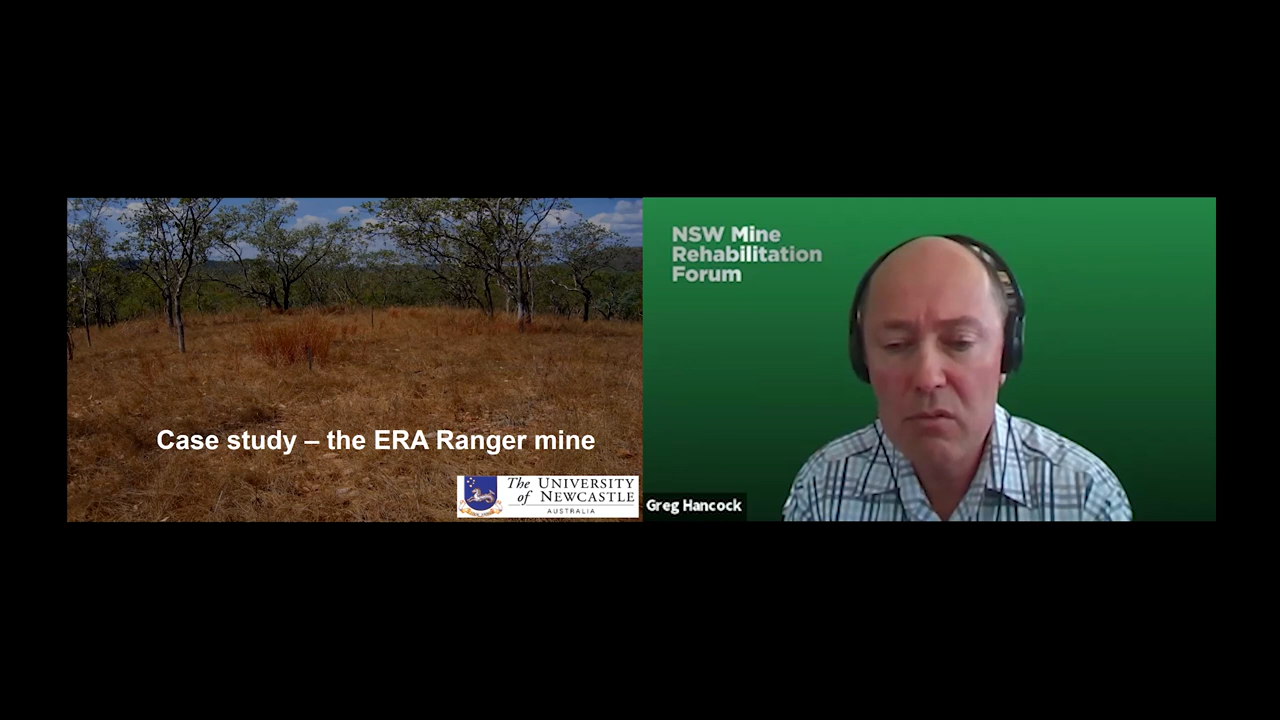 Case study – the ERA Ranger mine
The UNIVERSITY
of NEWCASTLE
AUSTRALIA
NSW Mine
Rehabilitation
Forum
Greg Hancock